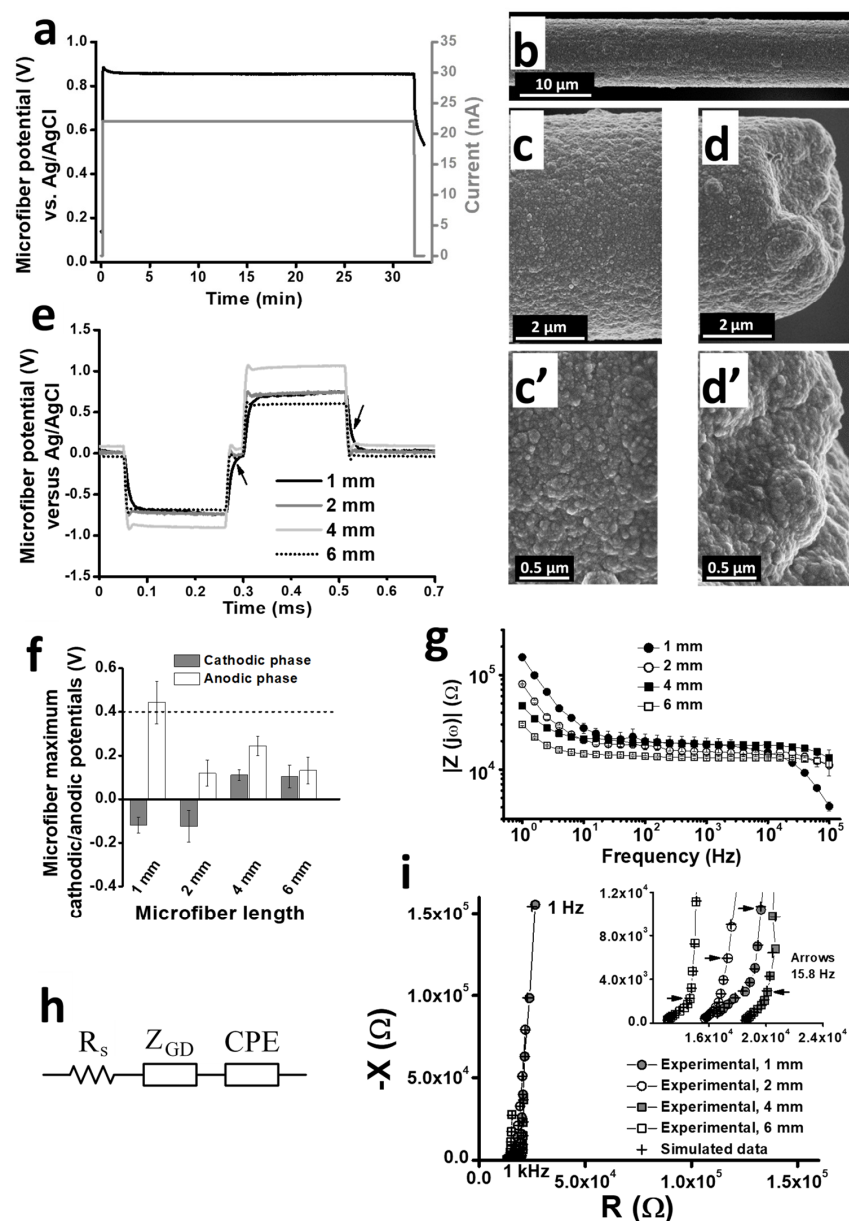 a
Microfiber potential (V)
vs. Ag/AgCl
1.0
0.8
0.6
0.4
0.2
0.0
35
30
25
20
15
10
5
0
Current (nA)
0 5 10 15 20 25 30
Time (min)
b
10 µm
c
2 µm
d
2 µm
c’
0.5 µm
d’
0.5 µm
e
Microfiber potential (V)
versus Ag/AgCl
1.5
1.0
0.5
0.0
-0.5
-1.0
-1.5
1 mm
2 mm
4 mm
6 mm
0.0 0.1 0.2 0.3 0.4 0.5 0.6 0.7
Time (ms)
f
Microfiber maximum
cathodic/anodic potentials (V)
0.6
0.4
0.2
0.0
-0.2
-0.4
Cathodic phase
Anodic phase
1 mm
2 mm
4 mm
6 mm
Microfiber length
g
|Z (jω)| (Ω)
10⁵
10⁴
1 mm
2 mm
4 mm
6 mm
10⁰ 10¹ 10² 10³ 10⁴ 10⁵
Frequency (Hz)
h
Rₛ Z_GD CPE
i
-X (Ω)
1.5x10⁵
1.0x10⁵
5.0x10⁴
0.0
1 Hz
1 kHz
1.2x10⁴
8.0x10³
4.0x10³
0.0
Arrows
15.8 Hz
1.6x10⁴ 2.0x10⁴ 2.4x10⁴
Experimental, 1 mm
Experimental, 2 mm
Experimental, 4 mm
Experimental, 6 mm
Simulated data
5.0x10⁴ 1.0x10⁵ 1.5x10⁵
R (Ω)